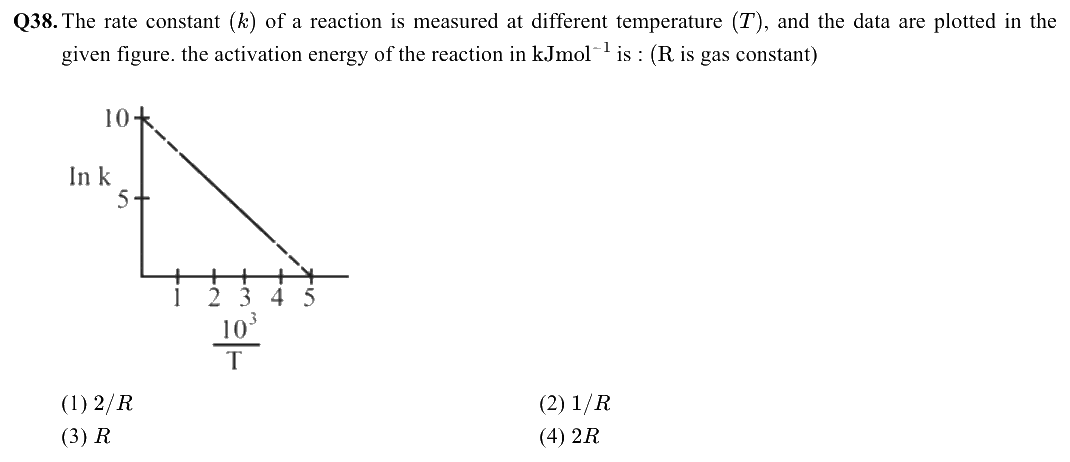 Q38. The rate constant (k) of a reaction is measured at different temperature (T), and the data are plotted in the
given figure. the activation energy of the reaction in kJmol⁻¹ is : (R is gas constant)
10
In k
5
1 2 3 4 5
10³
T
(1) 2/R (2) 1/R
(3) R (4) 2R